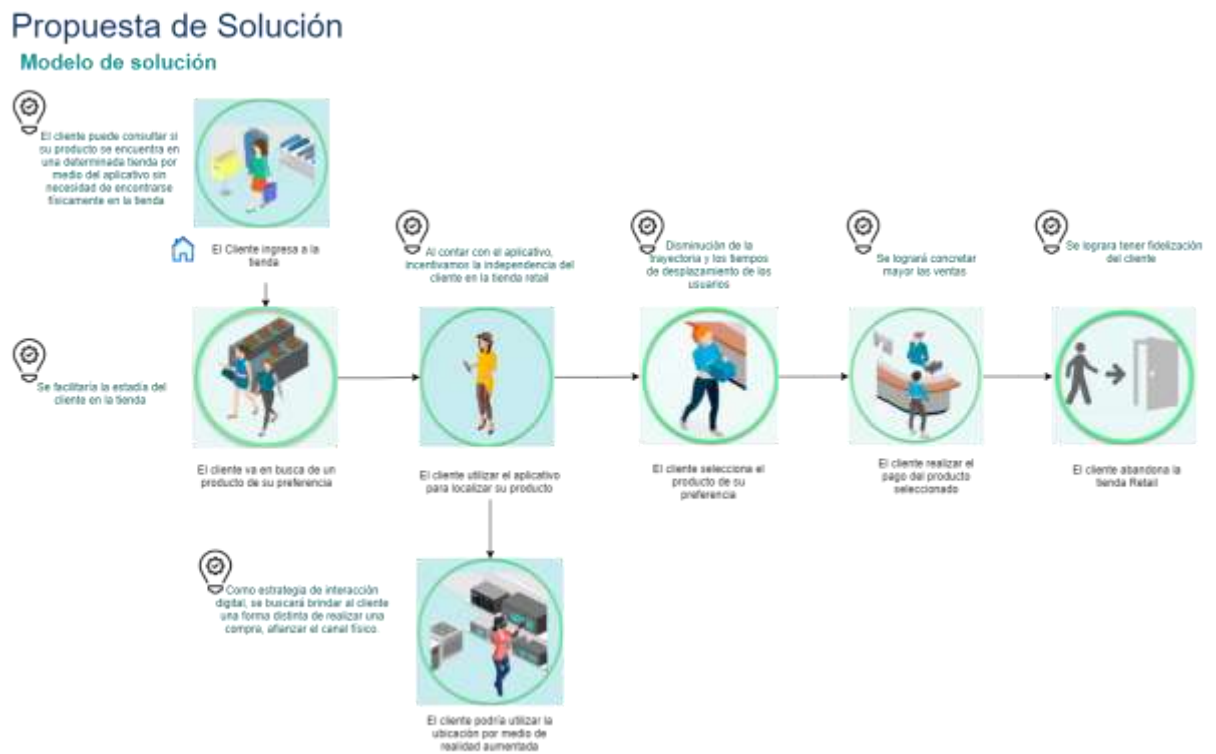 Propuesta de Solución
Modelo de solución
El cliente puede consultar si
su producto se encuentra en
una determinada tienda por
medio del aplicativo sin
necesidad de encontrarse
físicamente en la tienda
El Cliente ingresa a la
tienda
Al contar con el aplicativo,
incentivamos la independencia del
cliente en la tienda retail
Disminución de la
trayectoria y los tiempos
de desplazamiento de los
usuarios
Se logrará concretar
mayor las ventas
Se lograra tener fidelización
del cliente
Se facilitaría la estadía del
cliente en la tienda
El cliente va en busca de un
producto de su preferencia
El cliente utilizar el aplicativo
para localizar su producto
El cliente selecciona el
producto de su
preferencia
El cliente realizar el
pago del producto
seleccionado
El cliente abandona la
tienda Retail
Como estrategia de interacción
digital, se buscará brindar al cliente
una forma distinta de realizar una
compra, afianzar el canal físico.
El cliente podría utilizar la
ubicación por medio de
realidad aumentada